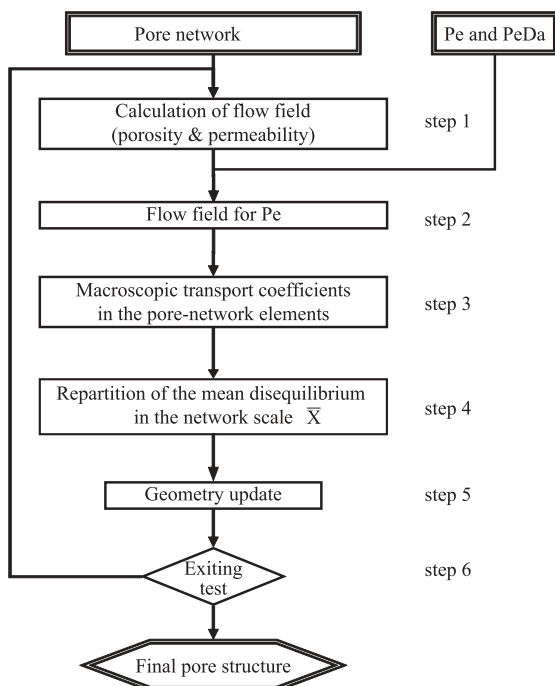 Pore network
Pe and PeDa
Calculation of flow field
(porosity & permeability)
step 1
Flow field for Pe
step 2
Macroscopic transport coefficients
in the pore-network elements
step 3
Repartition of the mean disequilibrium
in the network scale X̅
step 4
Geometry update
step 5
Exiting
test
step 6
Final pore structure